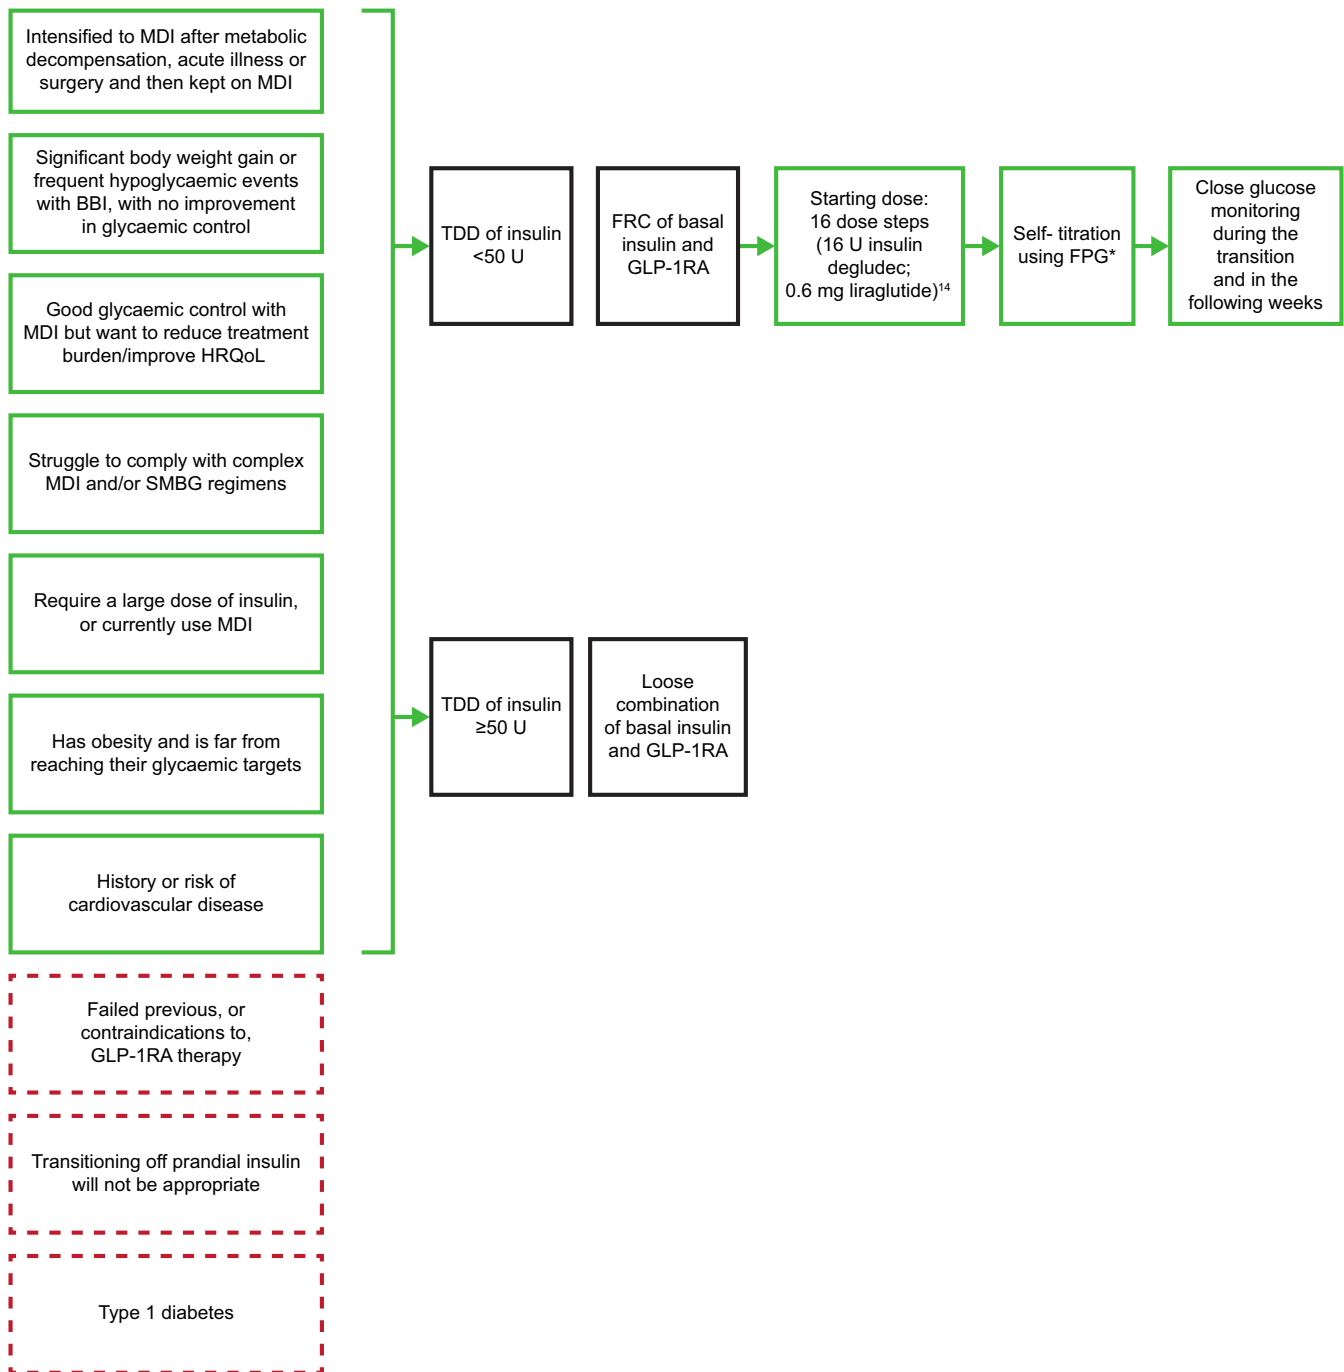 Intensified to MDI after metabolic
decompensation, acute illness or
surgery and then kept on MDI
Significant body weight gain or
frequent hypoglycaemic events
with BBI, with no improvement
in glycaemic control
Good glycaemic control with
MDI but want to reduce treatment
burden/improve HRQoL
Struggle to comply with complex
MDI and/or SMBG regimens
Require a large dose of insulin,
or currently use MDI
Has obesity and is far from
reaching their glycaemic targets
History or risk of
cardiovascular disease
Failed previous, or
contraindications to,
GLP-1RA therapy
Transitioning off prandial insulin
will not be appropriate
Type 1 diabetes
TDD of insulin
<50 U
FRC of basal
insulin and
GLP-1RA
Starting dose:
16 dose steps
(16 U insulin
degludec;
0.6 mg liraglutide)¹⁴
Self- titration
using FPG*
Close glucose
monitoring
during the
transition
and in the
following weeks
TDD of insulin
≥50 U
Loose
combination
of basal insulin
and GLP-1RA